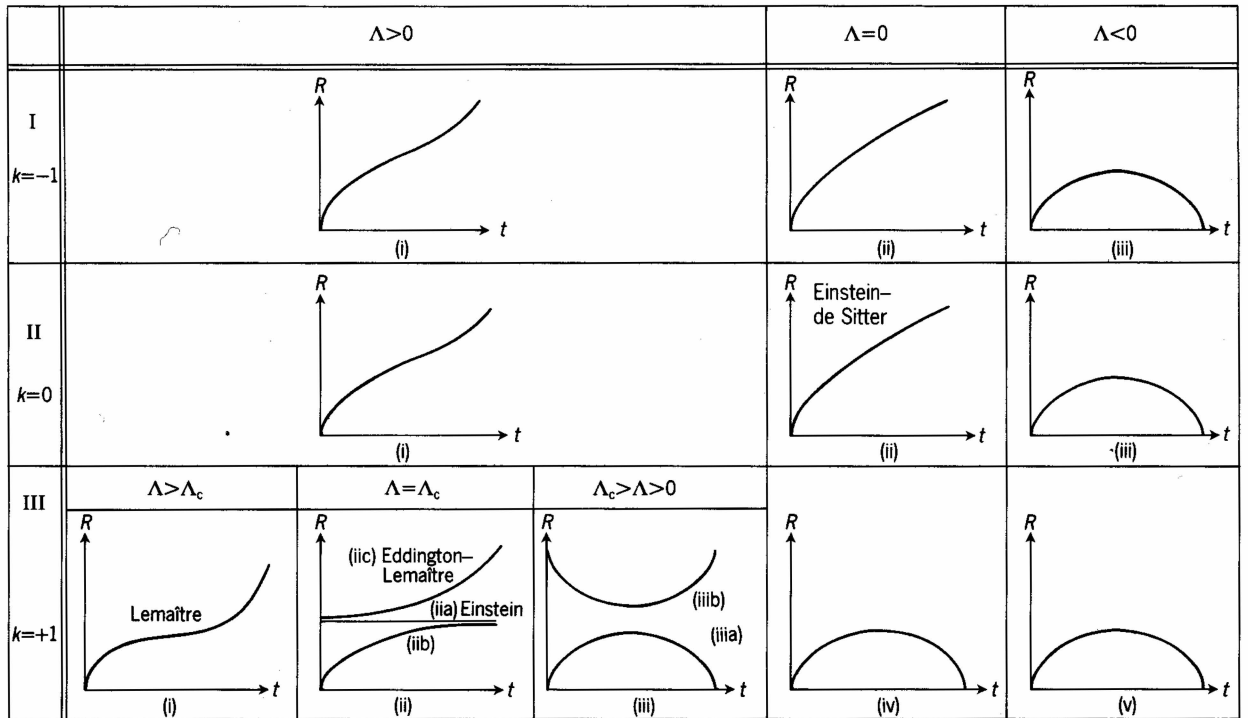 Λ>0
Λ=0
Λ<0
I
k=−1
R
t
(i)
R
t
(ii)
R
t
(iii)
II
k=0
R
t
(i)
R
Einstein–
de Sitter
t
(ii)
R
t
(iii)
III
k=+1
Λ>Λc
Λ=Λc
Λc>Λ>0
R
Lemaître
t
(i)
R
(iic) Eddington–
Lemaître
(iia) Einstein
(iib)
t
(ii)
R
(iiib)
(iiia)
t
(iii)
R
t
(iv)
R
t
(v)